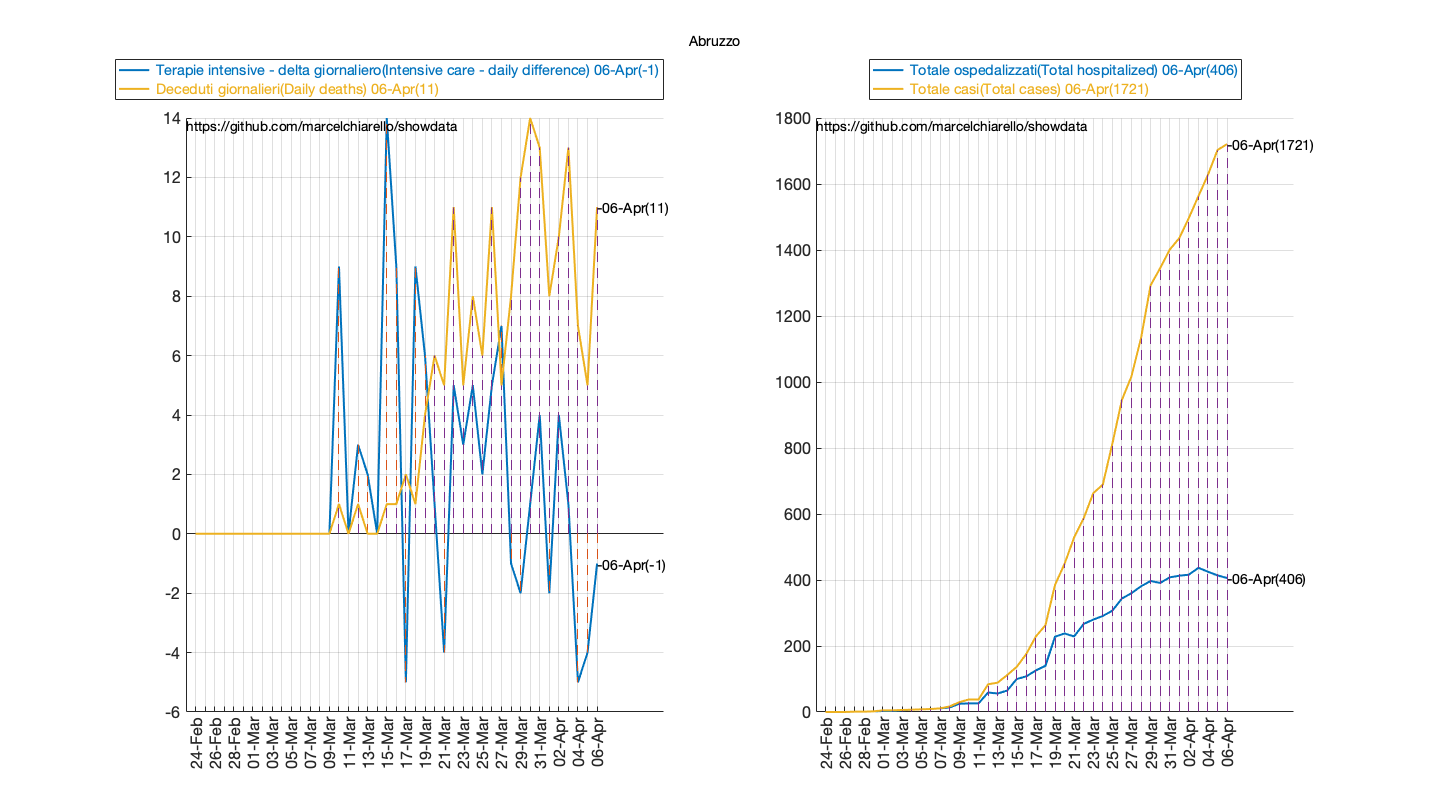 Abruzzo
Terapie intensive - delta giornaliero(Intensive care - daily difference) 06-Apr(-1)
Deceduti giornalieri(Daily deaths) 06-Apr(11)
https://github.com/marcelchiarello/showdata
14
12
10
8
6
4
2
0
-2
-4
-6
-06-Apr(11)
-06-Apr(-1)
24-Feb
26-Feb
28-Feb
01-Mar
03-Mar
05-Mar
07-Mar
09-Mar
11-Mar
13-Mar
15-Mar
17-Mar
19-Mar
21-Mar
23-Mar
25-Mar
27-Mar
29-Mar
31-Mar
02-Apr
04-Apr
06-Apr
Totale ospedalizzati(Total hospitalized) 06-Apr(406)
Totale casi(Total cases) 06-Apr(1721)
https://github.com/marcelchiarello/showdata
1800
1600
1400
1200
1000
800
600
400
200
0
-06-Apr(1721)
-06-Apr(406)
24-Feb
26-Feb
28-Feb
01-Mar
03-Mar
05-Mar
07-Mar
09-Mar
11-Mar
13-Mar
15-Mar
17-Mar
19-Mar
21-Mar
23-Mar
25-Mar
27-Mar
29-Mar
31-Mar
02-Apr
04-Apr
06-Apr